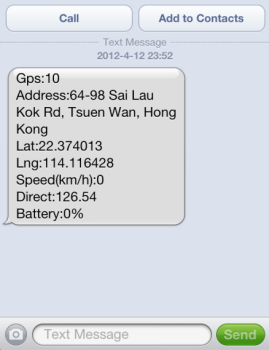 Call
Add to Contacts
Text Message
2012-4-12 23:52
Gps:10
Address:64-98 Sai Lau
Kok Rd, Tsuen Wan, Hong
Kong
Lat:22.374013
Lng:114.116428
Speed(km/h):0
Direct:126.54
Battery:0%
Text Message
Send